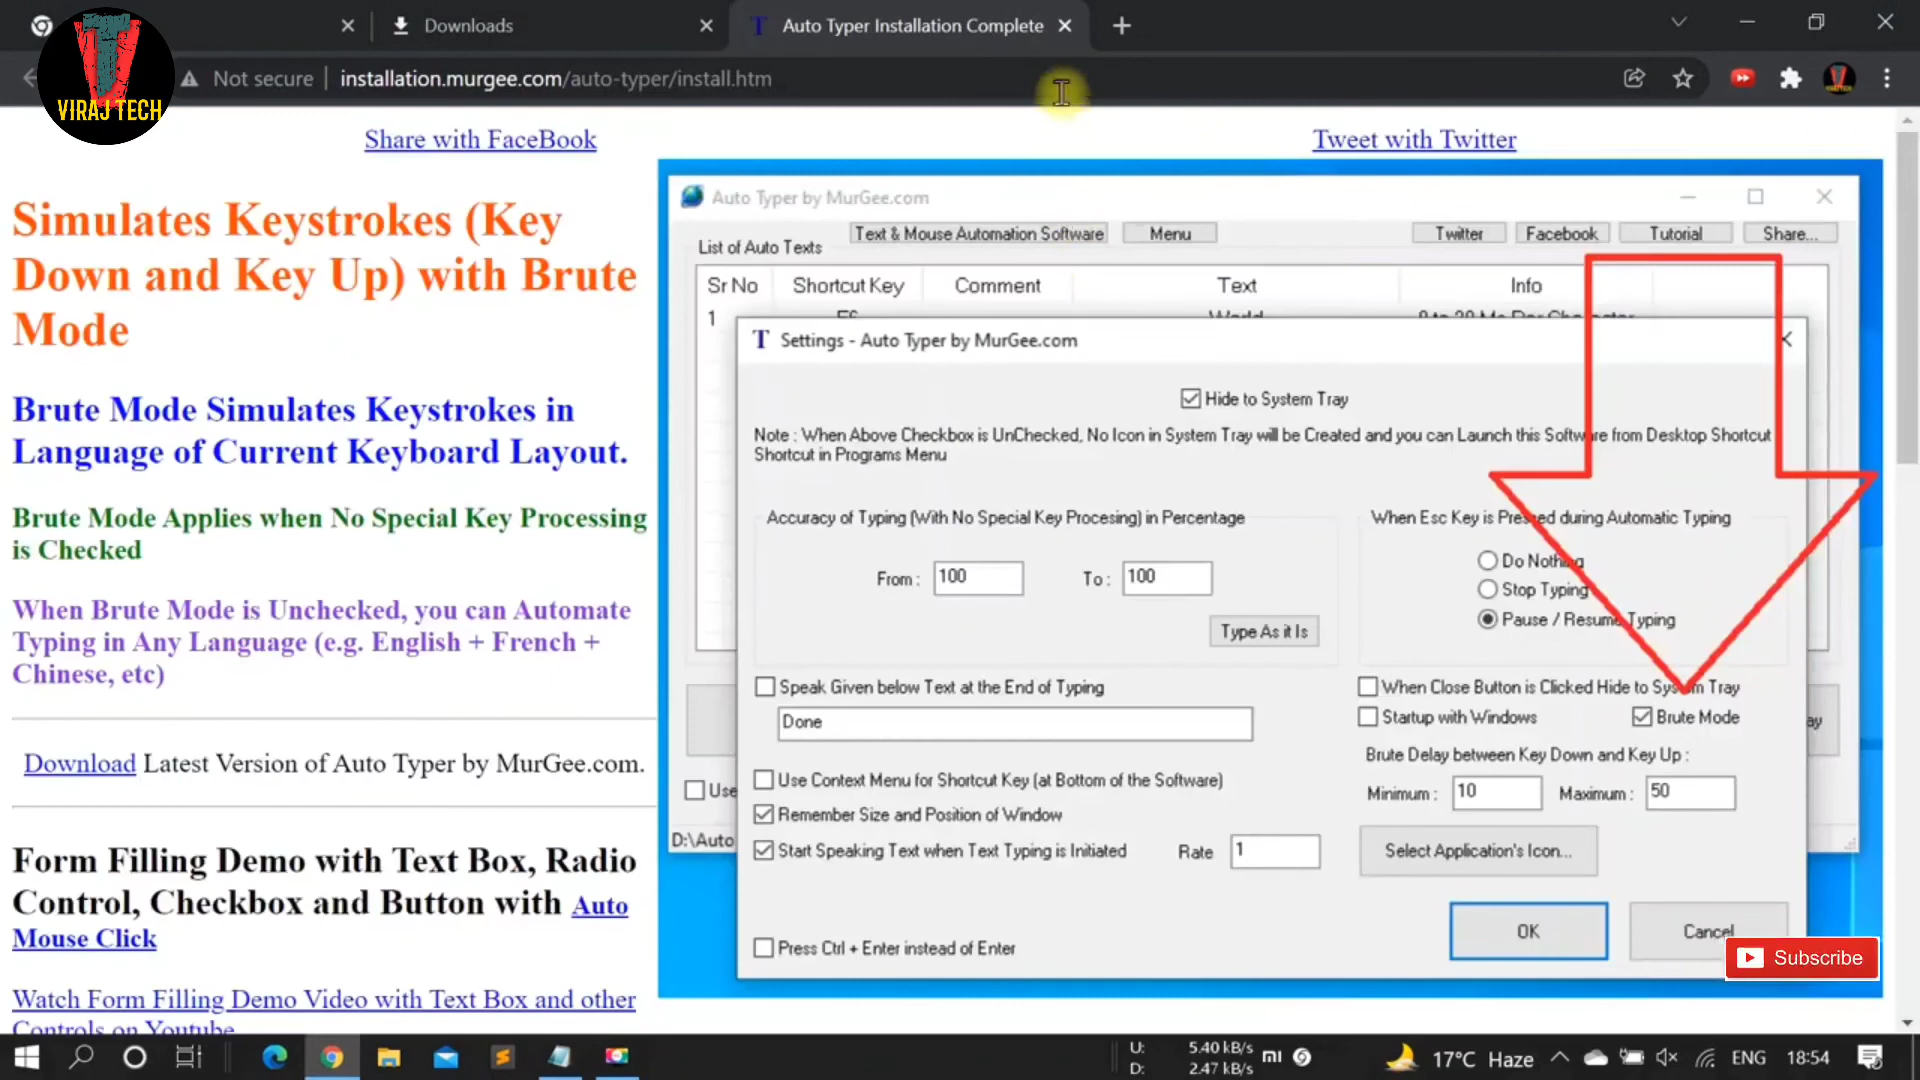 Downloads
Auto Typer Installation Complete
VIRAJ TECH
Not secure
installation.murgee.com/auto-typer/install.htm
Share with FaceBook
Tweet with Twitter
Simulates Keystrokes (Key
Down and Key Up) with Brute
Mode
Brute Mode Simulates Keystrokes in
Language of Current Keyboard Layout.
Brute Mode Applies when No Special Key Processing
is Checked
When Brute Mode is Unchecked, you can Automate
Typing in Any Language (e.g. English + French +
Chinese, etc)
Download Latest Version of Auto Typer by MurGee.com.
Form Filling Demo with Text Box, Radio
Control, Checkbox and Button with Auto
Mouse Click
Watch Form Filling Demo Video with Text Box and other
Controls on Youtube
Auto Typer by MurGee.com
Text & Mouse Automation Software
Menu
Twitter
Facebook
Tutorial
Share...
List of Auto Texts
Sr No
Shortcut Key
Comment
Text
Info
1
World
T Settings - Auto Typer by MurGee.com
Hide to System Tray
Note : When Above Checkbox is UnChecked, No Icon in System Tray will be Created and you can Launch this Software from Desktop Shortcut
Shortcut in Programs Menu
Accuracy of Typing (With No Special Key Procesing) in Percentage
From : 100
To : 100
Type As it Is
When Esc Key is Pressed during Automatic Typing
Do Nothing
Stop Typing
Pause / Resume Typing
Speak Given below Text at the End of Typing
Done
When Close Button is Clicked Hide to System Tray
Startup with Windows
Brute Mode
Brute Delay between Key Down and Key Up :
Minimum : 10
Maximum : 50
Use Context Menu for Shortcut Key (at Bottom of the Software)
Remember Size and Position of Window
Start Speaking Text when Text Typing is Initiated
Rate 1
Select Application's Icon...
Press Ctrl + Enter instead of Enter
OK
Cancel
Use
D:\Auto
ay
Subscribe
U: 5.40 kB/s
D: 2.47 kB/s
mi
17°C Haze
ENG
18:54